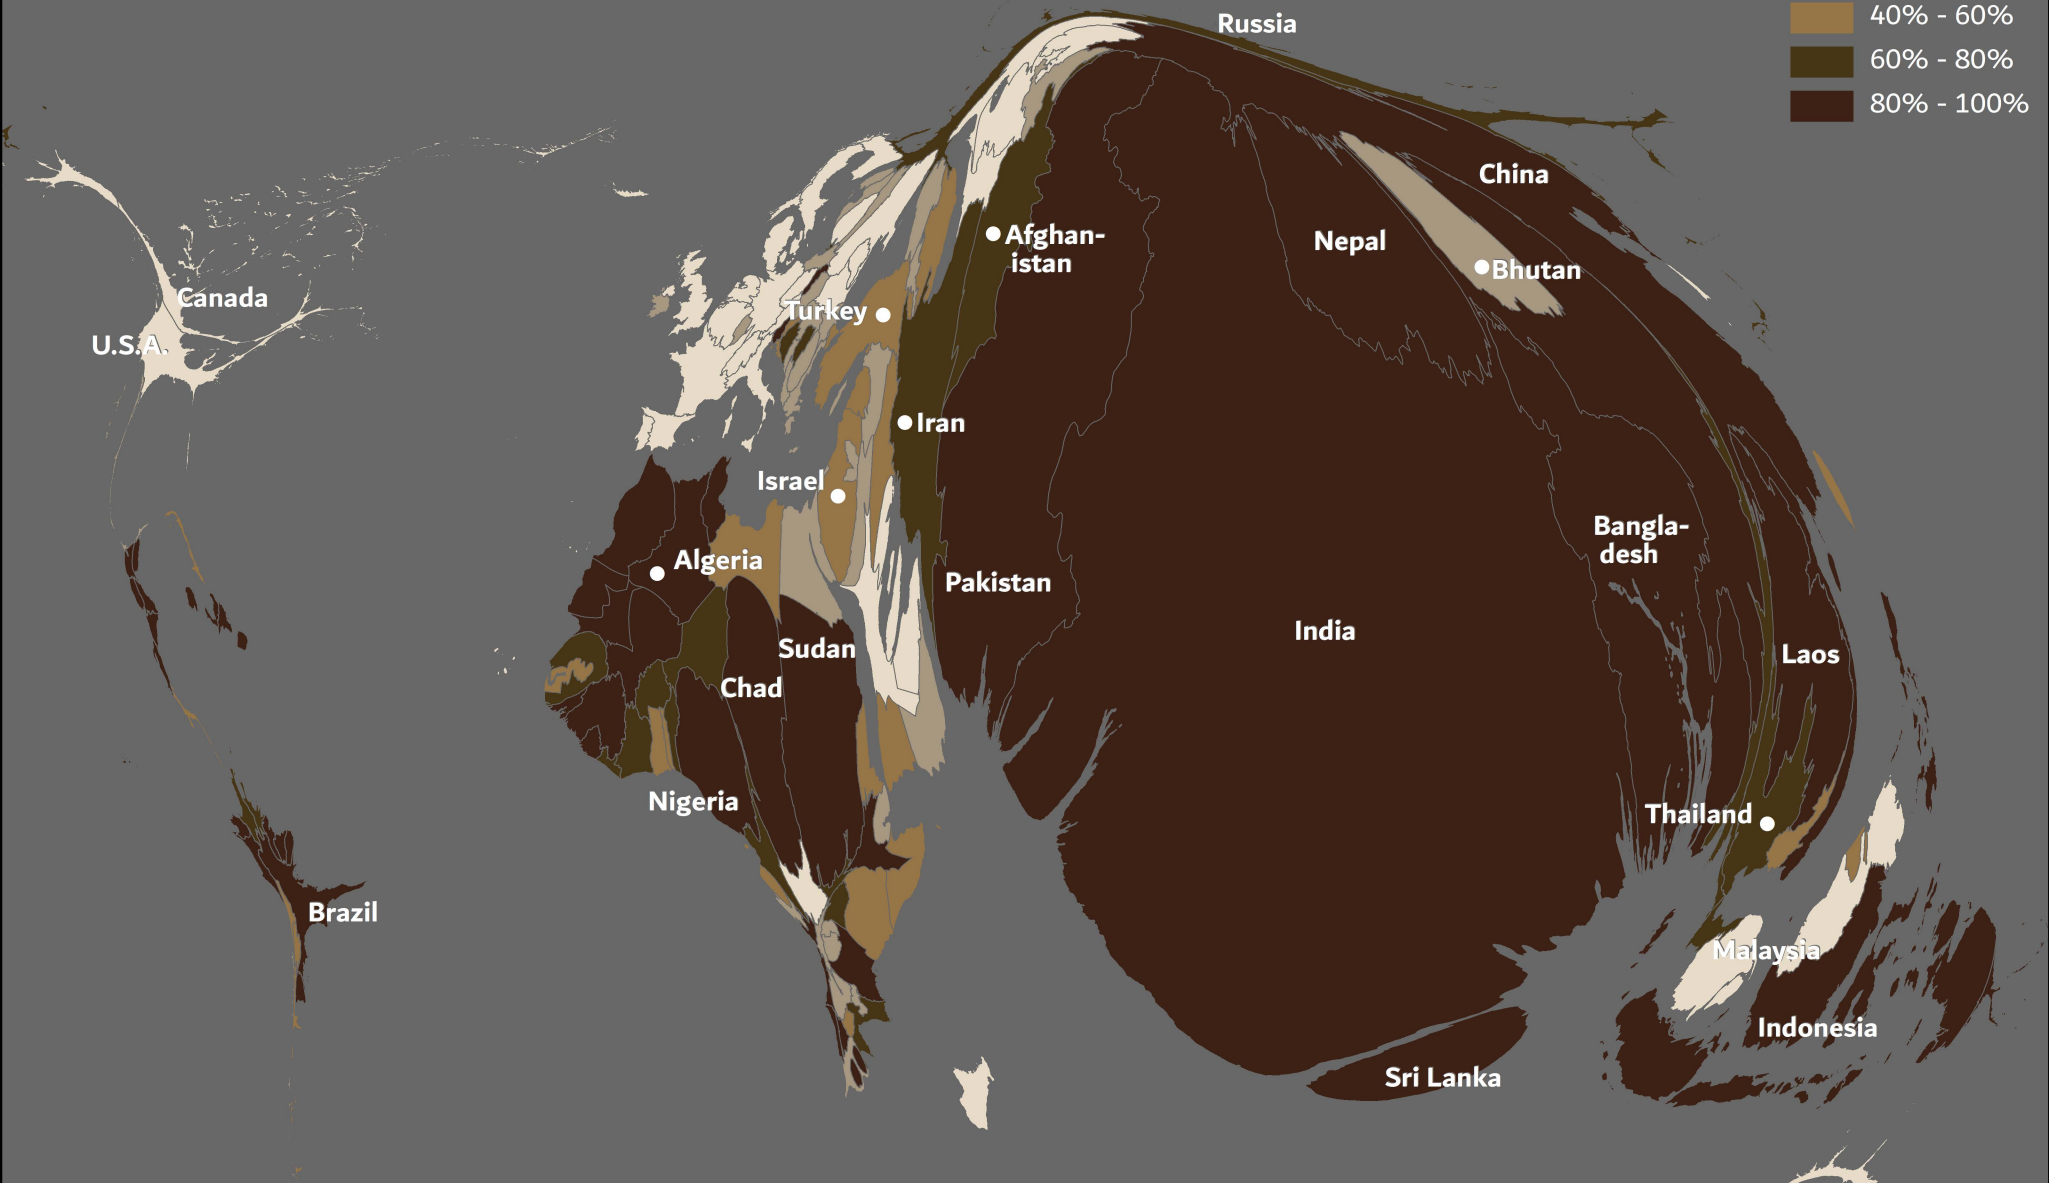 40% - 60%
60% - 80%
80% - 100%
Russia
China
Nepal
Bhutan
Afghan-
istan
Canada
U.S.A.
Turkey
Iran
Israel
Algeria
Pakistan
Bangla-
desh
India
Sudan
Laos
Chad
Nigeria
Thailand
Brazil
Malaysia
Indonesia
Sri Lanka